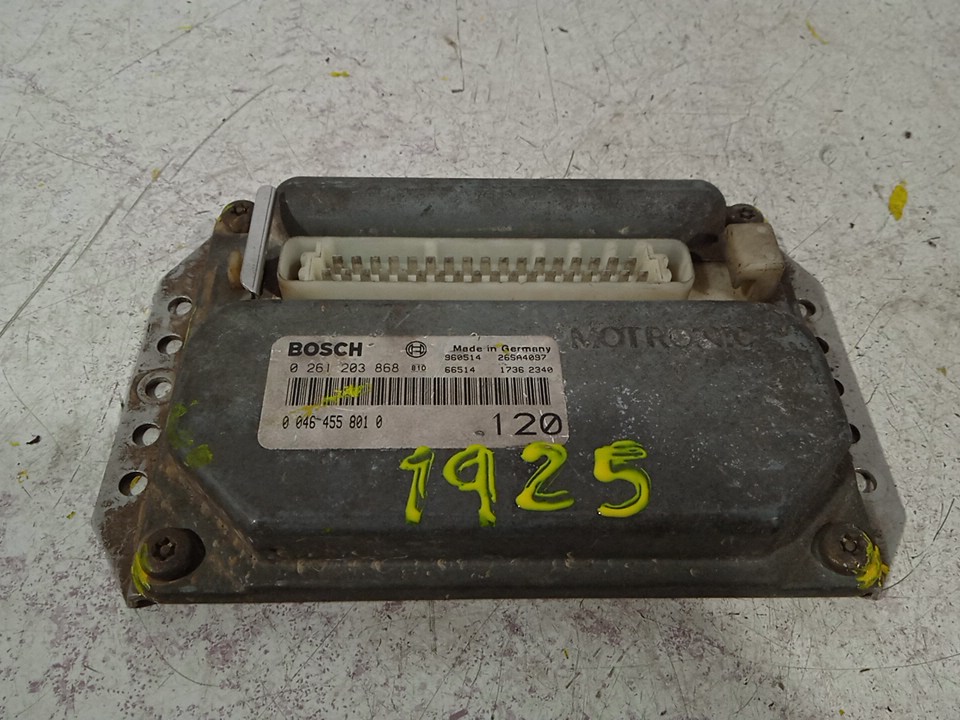 MOTRONIC
BOSCH Made in Germany
960514 26SA4097
0 261 203 868 B10 66514 1736 2340
0 046 455 801 0 120
1925